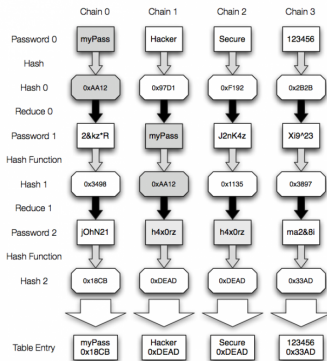 Chain 0 Chain 1 Chain 2 Chain 3
Password 0 myPass Hacker Secure 123456
Hash
Hash 0 0xAA12 0x97D1 0xF192 0x2B2B
Reduce 0
Password 1 2&kz*R myPass J2nK4z Xi9^23
Hash Function
Hash 1 0x3498 0xAA12 0x1135 0x3897
Reduce 1
Password 2 jOhN21 h4x0rz h4x0rz ma2&8i
Hash Function
Hash 2 0x18CB 0xDEAD 0xDEAD 0x33AD
Table Entry myPass Hacker Secure 123456
0x18CB 0xDEAD 0xDEAD 0x33AD